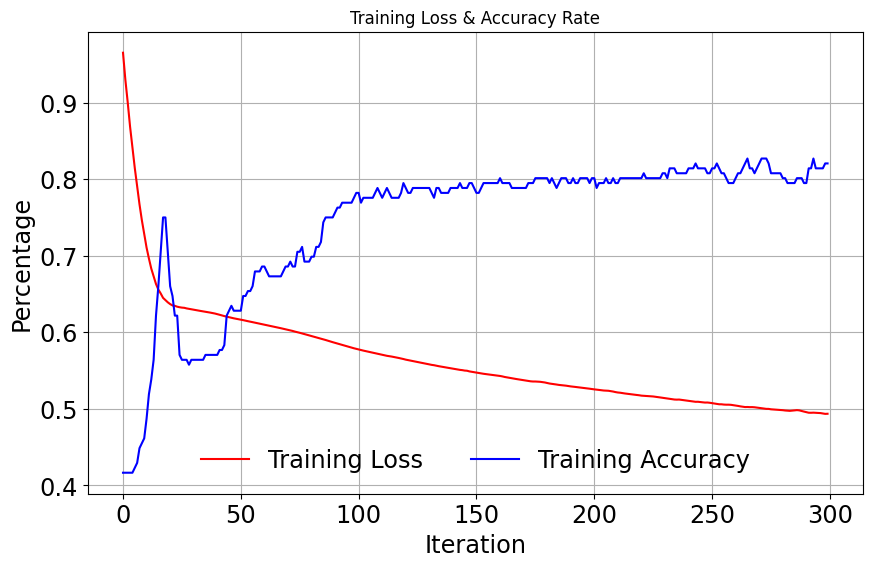 Training Loss & Accuracy Rate
Percentage
0.9
0.8
0.7
0.6
0.5
0.4
Training Loss Training Accuracy
0 50 100 150 200 250 300
Iteration